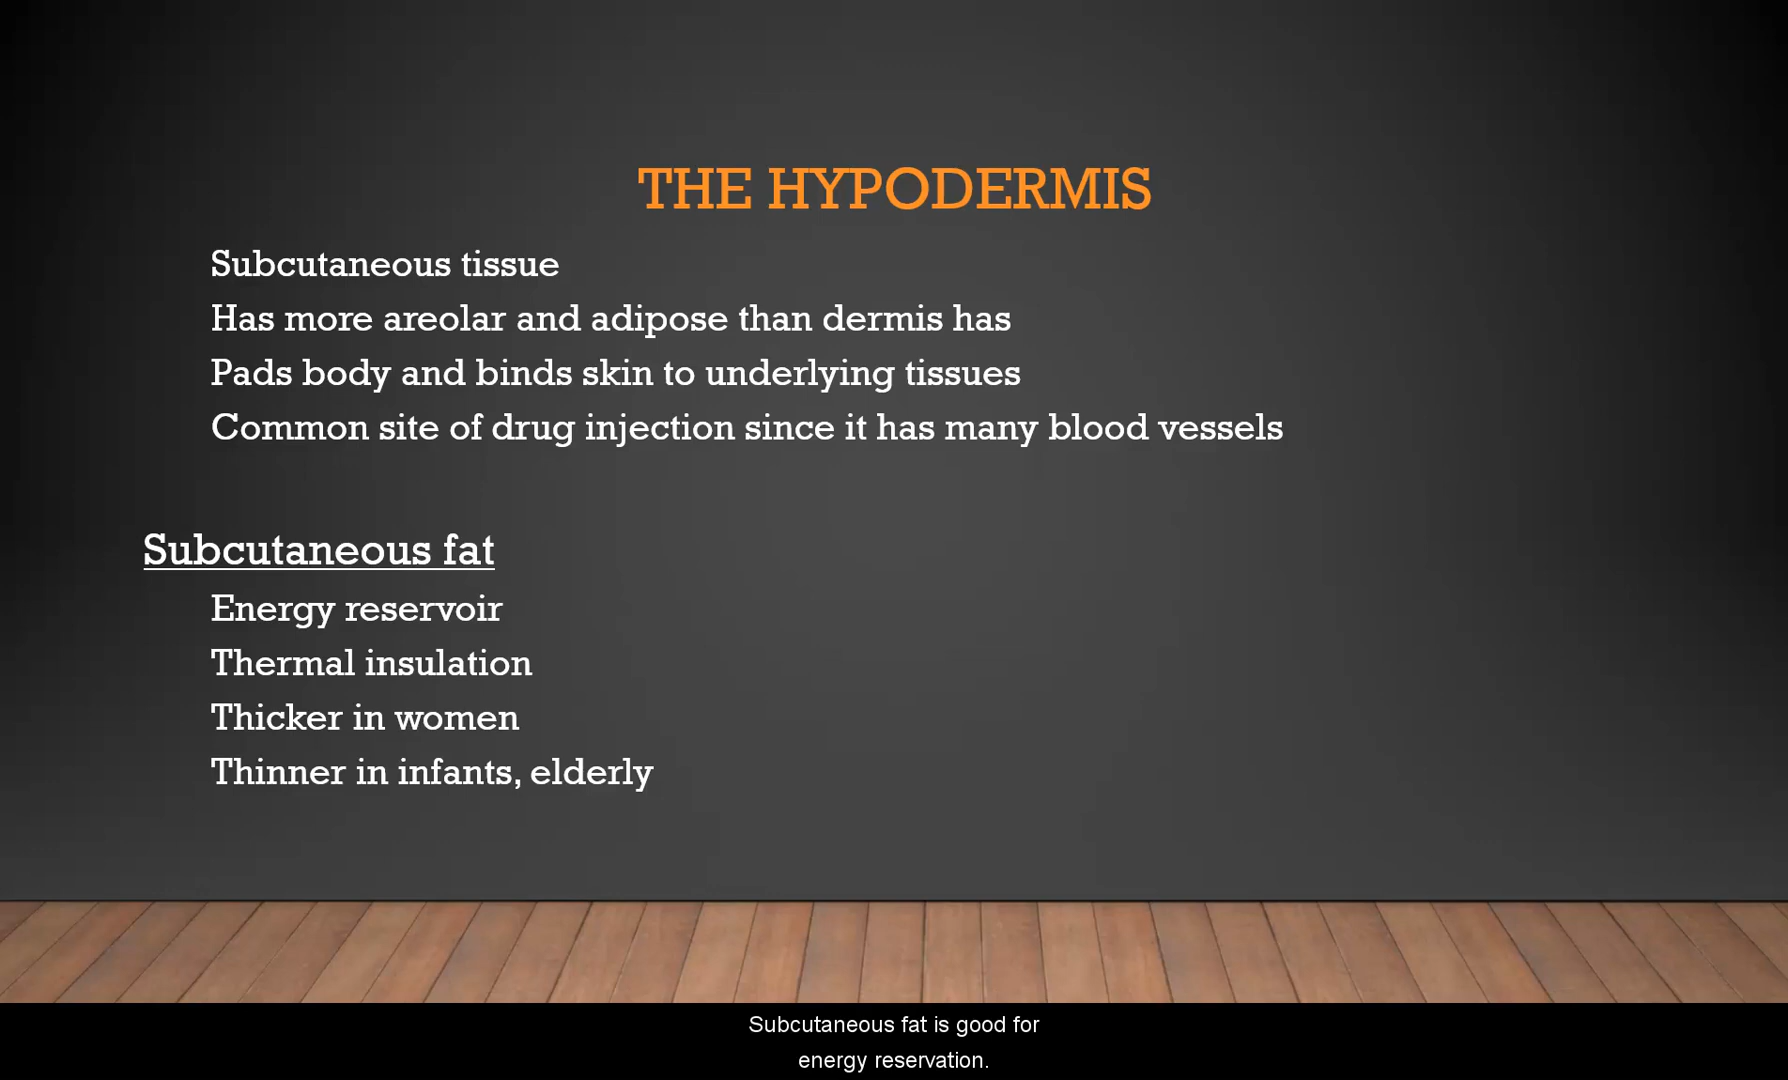 THE HYPODERMIS
Subcutaneous tissue
Has more areolar and adipose than dermis has
Pads body and binds skin to underlying tissues
Common site of drug injection since it has many blood vessels
Subcutaneous fat
Energy reservoir
Thermal insulation
Thicker in women
Thinner in infants, elderly
Subcutaneous fat is good for
energy reservation.